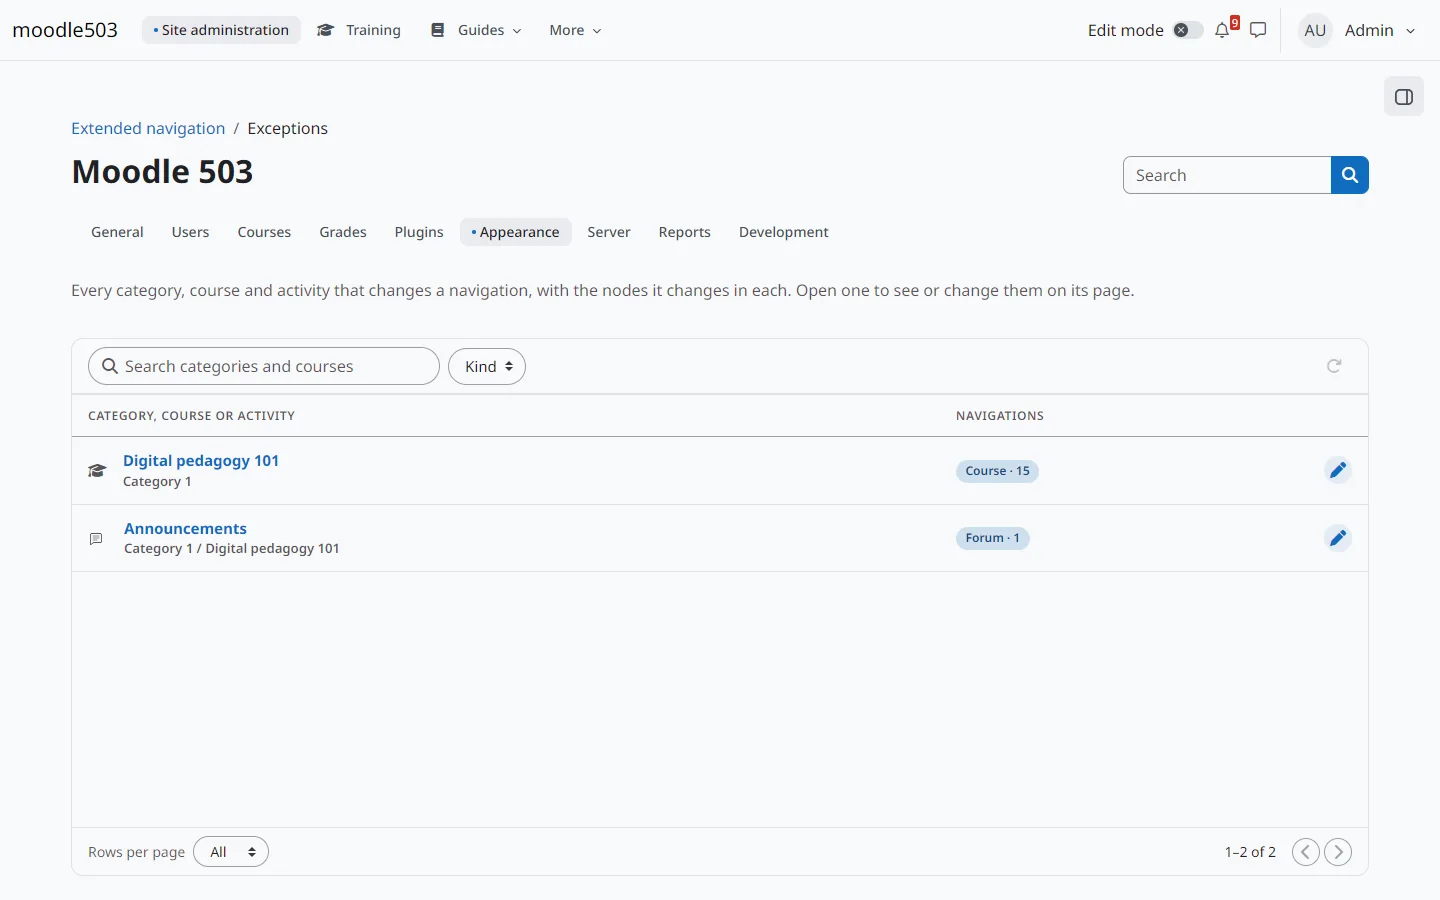 moodle503
Site administration
Training
Guides
More
Edit mode
9
AU
Admin
Extended navigation / Exceptions
Moodle 503
Search
General
Users
Courses
Grades
Plugins
Appearance
Server
Reports
Development
Every category, course and activity that changes a navigation, with the nodes it changes in each. Open one to see or change them on its page.
Search categories and courses
Kind
CATEGORY, COURSE OR ACTIVITY
NAVIGATIONS
Digital pedagogy 101
Category 1
Course · 15
Announcements
Category 1 / Digital pedagogy 101
Forum · 1
Rows per page
All
1–2 of 2